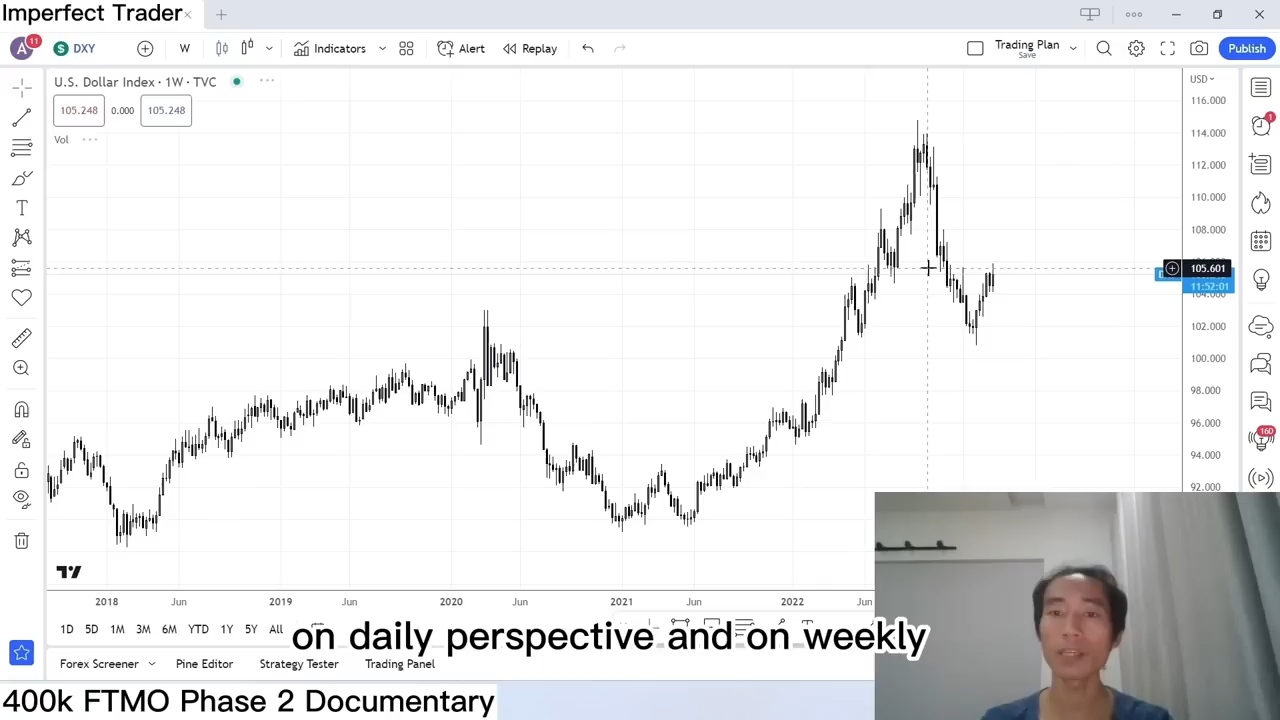 Imperfect Trader
A 11 S DXY W Indicators Alert Replay Trading Plan Save Publish
U.S. Dollar Index · 1W · TVC
USD
105.248 0.000 105.248
Vol
116.000
114.000
112.000
110.000
108.000
105.601
11:52:01
104.000
102.000
100.000
98.000
96.000
94.000
92.000
1
160
2018 Jun 2019 Jun 2020 Jun 2021 Jun 2022 Jun
1D 5D 1M 3M 6M YTD 1Y 5Y All
on daily perspective and on weekly
Forex Screener Pine Editor Strategy Tester Trading Panel
400k FTMO Phase 2 Documentary